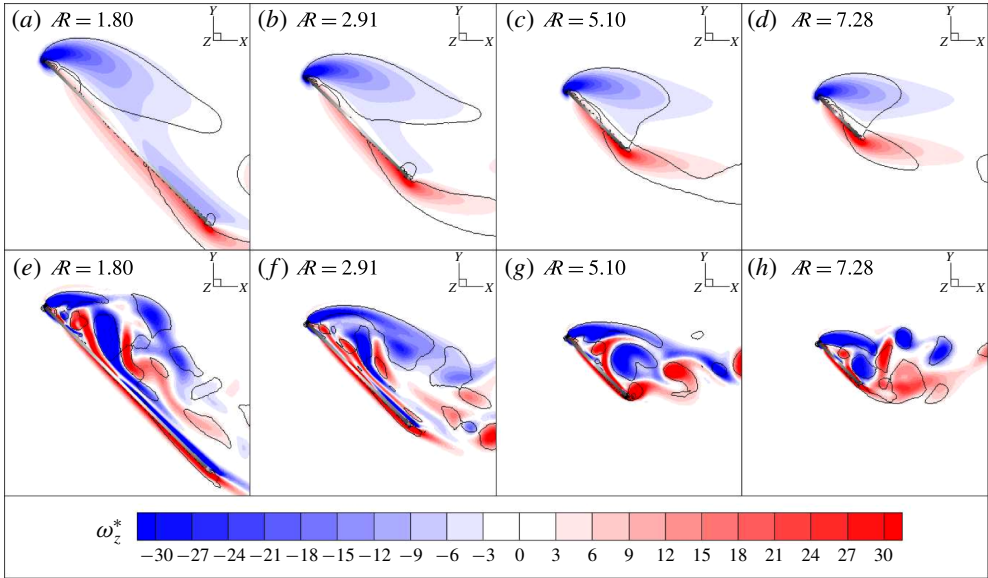 (a) Æ = 1.80 Y Z X
(b) Æ = 2.91 Y Z X
(c) Æ = 5.10 Y Z X
(d) Æ = 7.28 Y Z X
(e) Æ = 1.80 Y Z X
(f) Æ = 2.91 Y Z X
(g) Æ = 5.10 Y Z X
(h) Æ = 7.28 Y Z X
ω*z
−30 −27 −24 −21 −18 −15 −12 −9 −6 −3 0 3 6 9 12 15 18 21 24 27 30